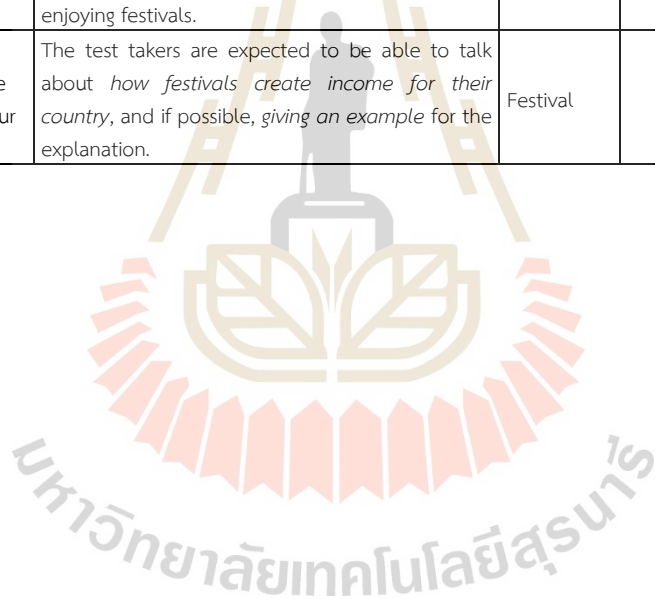 enjoying festivals.
The test takers are expected to be able to talk
e about how festivals create income for their
ur country, and if possible, giving an example for the
explanation.
Festival
มหาวิทยาลัยเทคโนโลยีสุรนารี